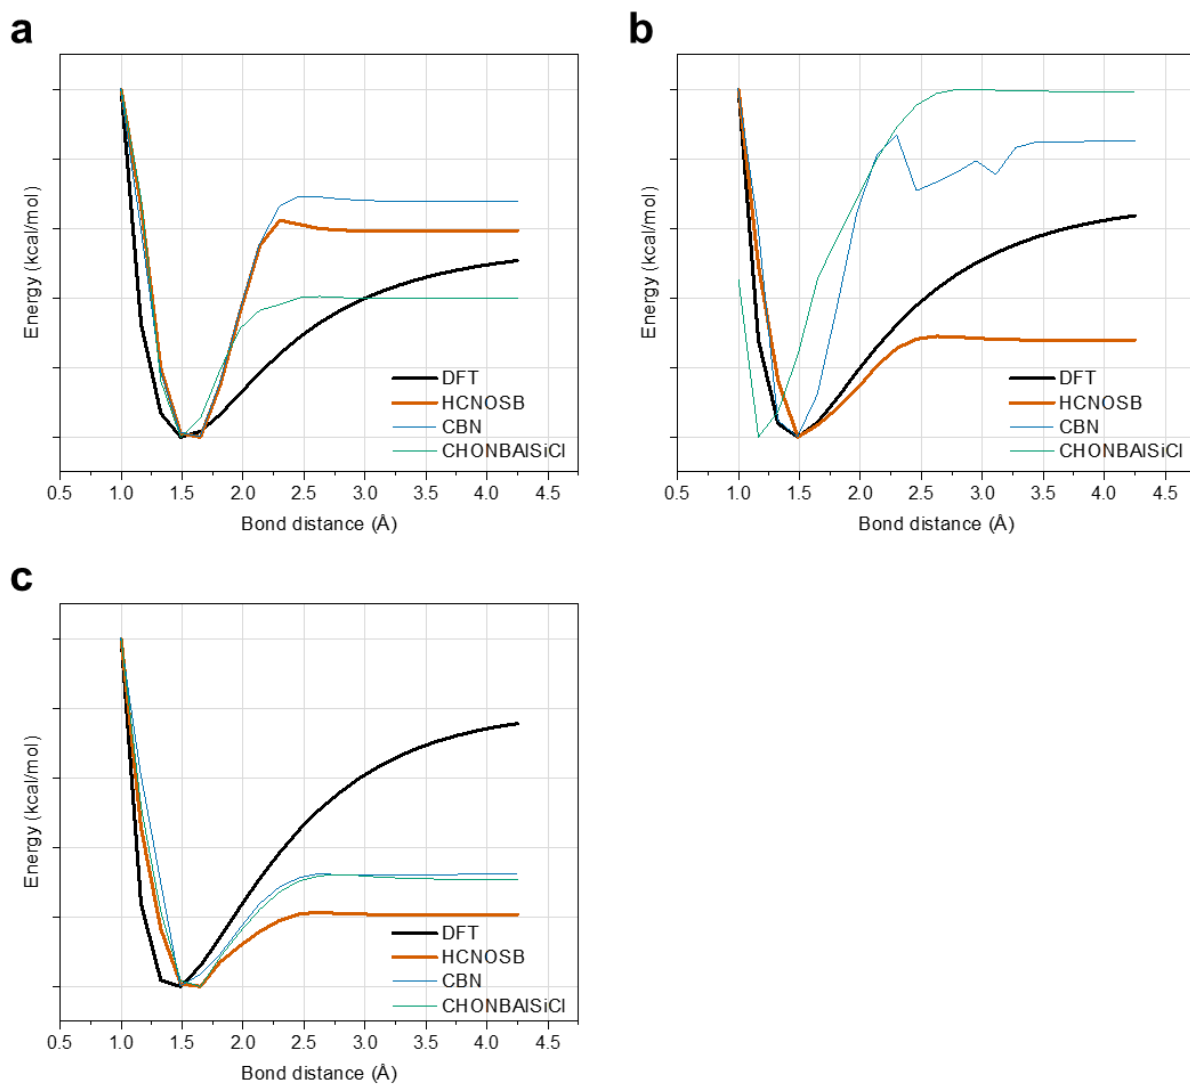 a
Energy (kcal/mol)
DFT
HCNOSB
CBN
CHONBAlSiCl
0.5 1.0 1.5 2.0 2.5 3.0 3.5 4.0 4.5
Bond distance (Å)
b
Energy (kcal/mol)
DFT
HCNOSB
CBN
CHONBAlSiCl
0.5 1.0 1.5 2.0 2.5 3.0 3.5 4.0 4.5
Bond distance (Å)
c
Energy (kcal/mol)
DFT
HCNOSB
CBN
CHONBAlSiCl
0.5 1.0 1.5 2.0 2.5 3.0 3.5 4.0 4.5
Bond distance (Å)